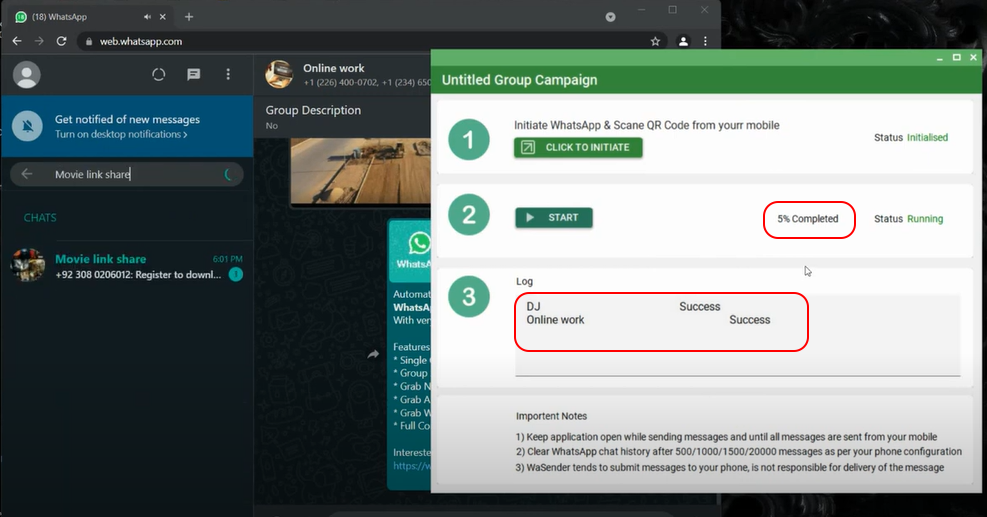 (18) WhatsApp
web.whatsapp.com
Get notified of new messages
Turn on desktop notifications >
Movie link share
CHATS
Movie link share
6:01 PM
+92 308 0206012: Register to downl...
Online work
+1 (226) 400-0702, +1 (234) 650
Group Description
No
WhatsA
Automat
WhatsA
With ver
Features
* Single
* Group
* Grab N
* Grab A
* Grab W
* Full Co
Intereste
https://w
Untitled Group Campaign
1
Initiate WhatsApp & Scane QR Code from yourr mobile
CLICK TO INITIATE
Status Initialised
2
START
5% Completed
Status Running
3
Log
DJ Success
Online work Success
Importent Notes
1) Keep application open while sending messages and until all messages are sent from your mobile
2) Clear WhatsApp chat history after 500/1000/1500/20000 messages as per your phone configuration
3) WaSender tends to submit messages to your phone, is not responsible for delivery of the message